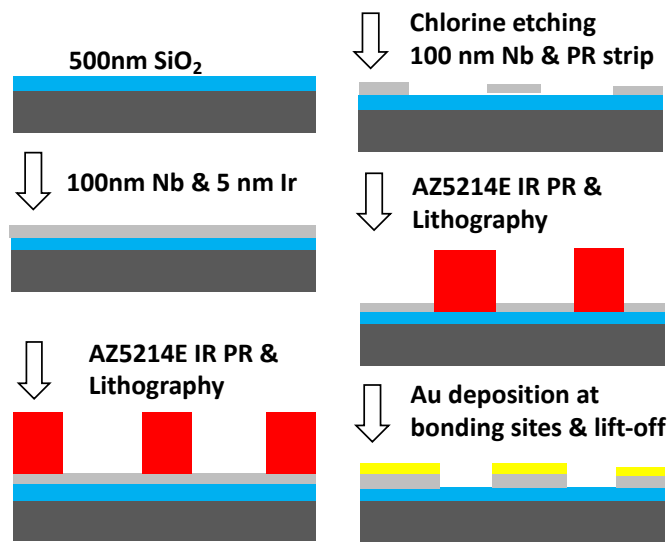 500nm SiO₂
100nm Nb & 5 nm Ir
AZ5214E IR PR &
Lithography
Chlorine etching
100 nm Nb & PR strip
AZ5214E IR PR &
Lithography
Au deposition at
bonding sites & lift-off